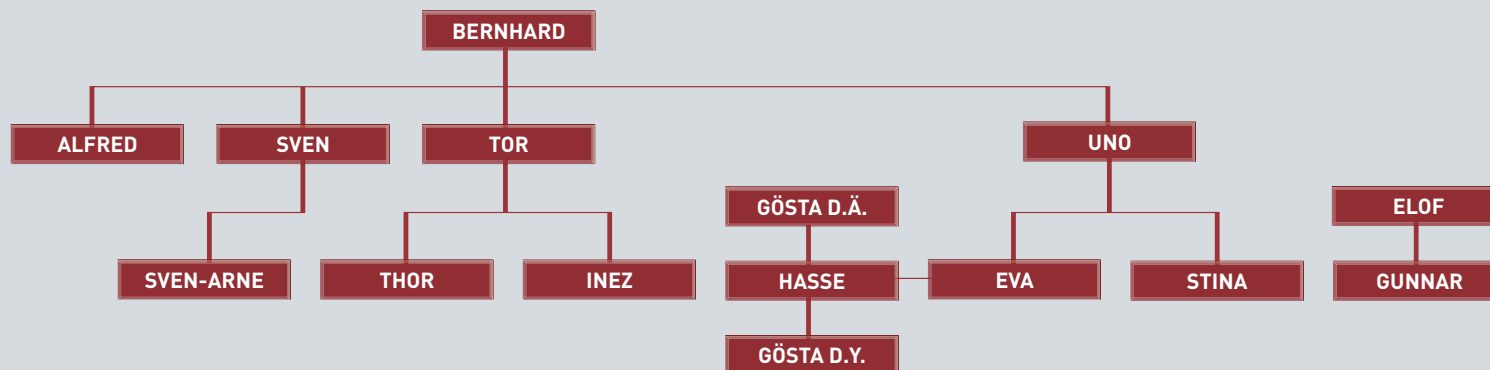 BERNHARD
ALFRED
SVEN
TOR
UNO
GÖSTA D.Ä.
ELOF
SVEN-ARNE
THOR
INEZ
HASSE
EVA
STINA
GUNNAR
GÖSTA D.Y.